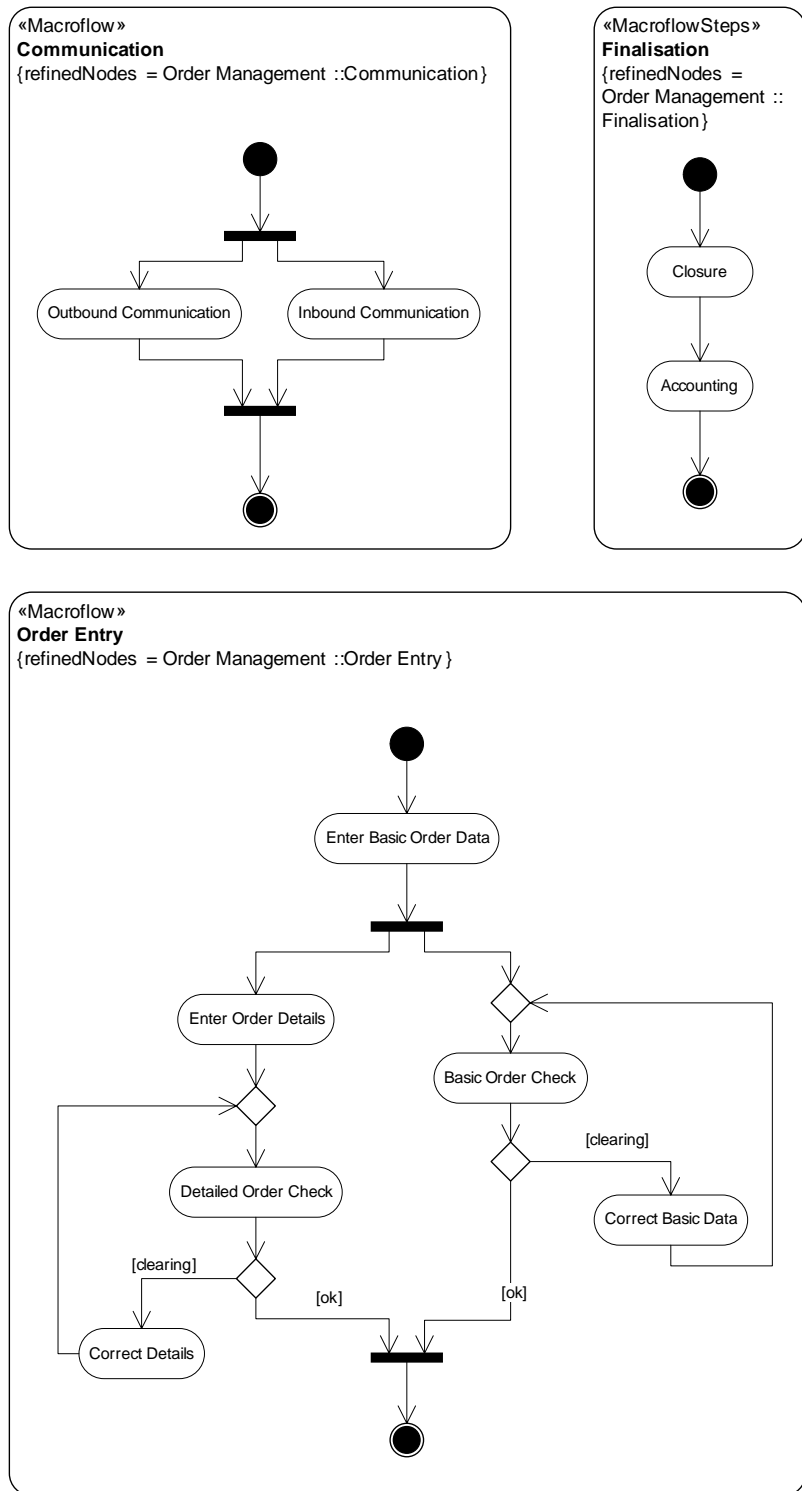 «Macroflow»
Communication
{refinedNodes = Order Management ::Communication}
Outbound Communication
Inbound Communication
«MacroflowSteps»
Finalisation
{refinedNodes =
Order Management ::
Finalisation}
Closure
Accounting
«Macroflow»
Order Entry
{refinedNodes = Order Management ::Order Entry}
Enter Basic Order Data
Enter Order Details
Basic Order Check
[clearing]
Detailed Order Check
Correct Basic Data
[clearing]
[ok]
[ok]
Correct Details